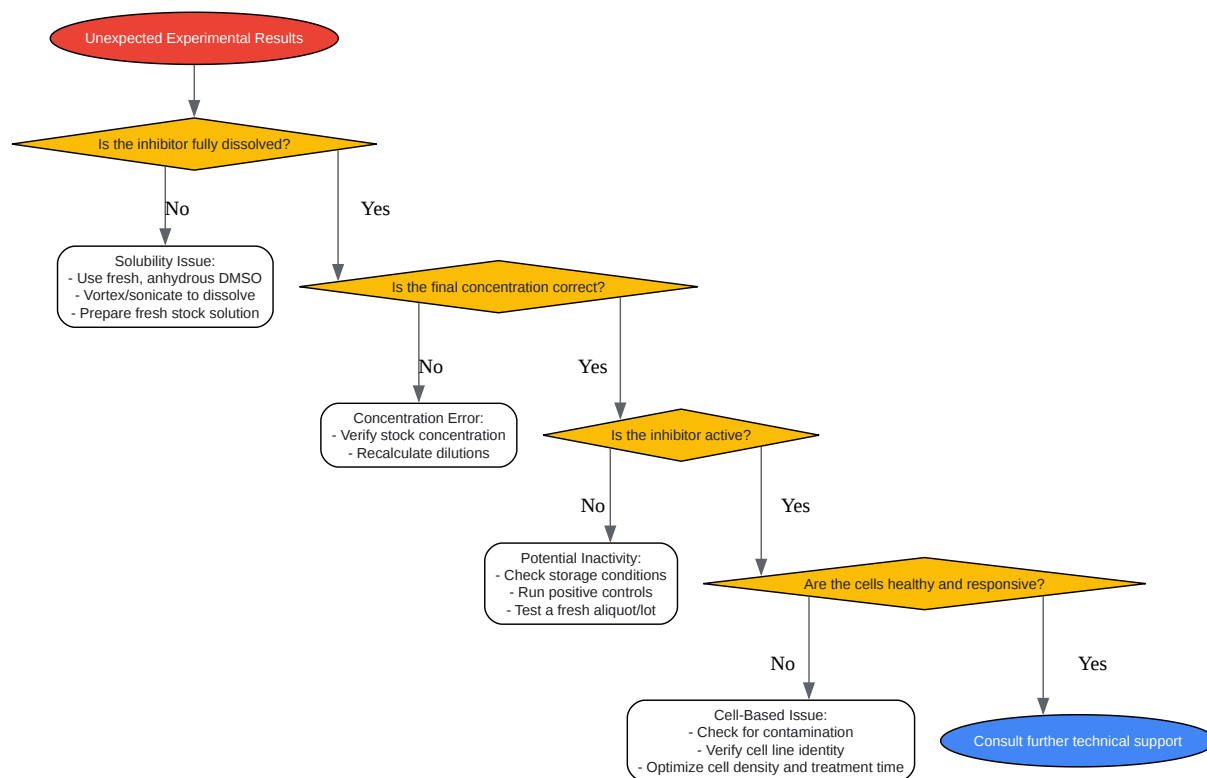 Unexpected Experimental Results
Is the inhibitor fully dissolved?
No
Yes
Solubility Issue:
- Use fresh, anhydrous DMSO
- Vortex/sonicate to dissolve
- Prepare fresh stock solution
Is the final concentration correct?
No
Yes
Concentration Error:
- Verify stock concentration
- Recalculate dilutions
Is the inhibitor active?
No
Yes
Potential Inactivity:
- Check storage conditions
- Run positive controls
- Test a fresh aliquot/lot
Are the cells healthy and responsive?
No
Yes
Cell-Based Issue:
- Check for contamination
- Verify cell line identity
- Optimize cell density and treatment time
Consult further technical support